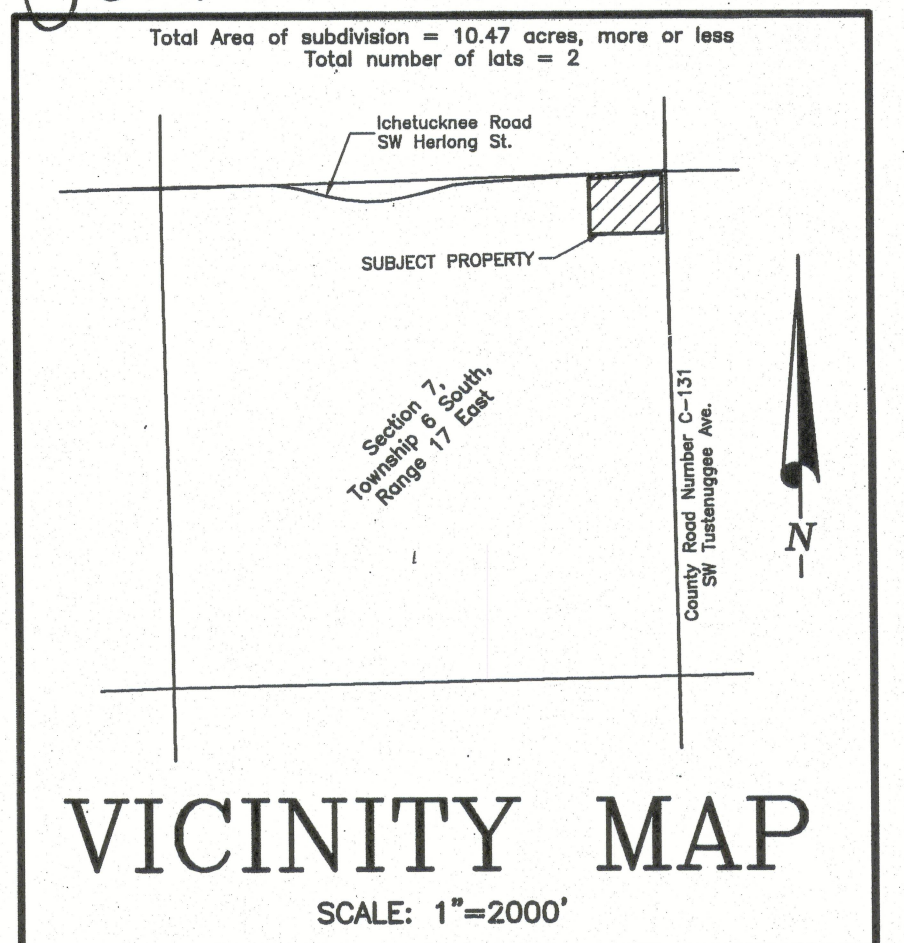 Total Area of subdivision = 10.47 acres, more or less
Total number of lats = 2
Ichetucknee Road
SW Herlong St.
SUBJECT PROPERTY
Section 7,
Township 6 South,
Range 17 East
County Road Number C-131
SW Tustenuggee Ave.
N
VICINITY MAP
SCALE: 1"=2000'